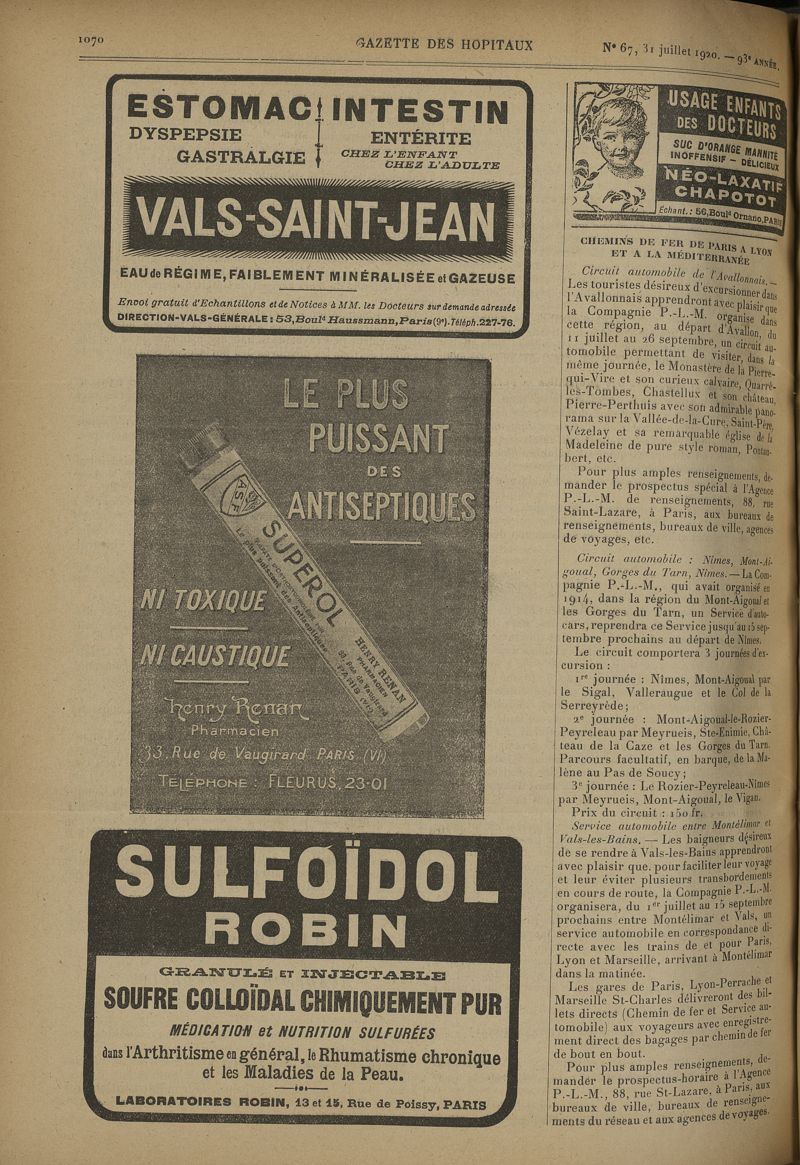 1070
GAZETTE DES HOPITAUX
N° 67, 31 juillet 1920. — 93e ANNÉE.
ESTOMAC INTESTIN
DYSPEPSIE
GASTRALGIE
ENTÉRITE
CHEZ L'ENFANT
CHEZ L'ADULTE
VALS-SAINT-JEAN
EAU de RÉGIME, FAIBLEMENT MINÉRALISÉE et GAZEUSE
Envoi gratuit d'Echantillons et de Notices à MM. les Docteurs sur demande adressée
DIRECTION-VALS-GÉNÉRALE : 53, Boulᵈ Haussmann, Paris (9ᵉ). Téléph. 227-76.
LE PLUS
PUISSANT
DES
ANTISEPTIQUES
ASF
SUPEROL
Le plus puissant des Antiseptiques
HENRY RENAN
PHARMACIEN
PARIS (VIᵉ)
NI TOXIQUE
NI CAUSTIQUE
Henry Renan
Pharmacien
33, Rue de Vaugirard PARIS (VI)
TELÉPHONE : FLEURUS, 23-01
SULFOÏDOL
ROBIN
GRANULÉ ET INJECTABLE
SOUFRE COLLOÏDAL CHIMIQUEMENT PUR
MÉDICATION et NUTRITION SULFURÉES
dans l'Arthritisme en général, le Rhumatisme chronique
et les Maladies de la Peau.
LABORATOIRES ROBIN, 13 et 15, Rue de Poissy, PARIS
USAGE ENFANTS
DES DOCTEURS
SUC D'ORANGE MANNITÉ
INOFFENSIF – DÉLICIEUX
NÉO-LAXATIF
CHAPOTOT
Echant.: 56, Boulᵈ Ornano, PARIS
CHEMINS DE FER DE PARIS A LYON
ET A LA MÉDITERRANÉE
Circuit automobile de l'Avallonnais. —
Les touristes désireux d'excursionner dans
l'Avallonnais apprendront avec plaisir que
la Compagnie P.-L.-M. organise dans
cette région, au départ d'Avallon, du
11 juillet au 26 septembre, un circuit au-
tomobile permettant de visiter, dans la
même journée, le Monastère de la Pierre-
qui-Vire et son curieux calvaire, Quarré-
les-Tombes, Chastellux et son château,
Pierre-Perthuis avec son admirable pano-
rama sur la Vallée-de-la-Cure, Saint-Père,
Vézelay et sa remarquable église de la
Madeleine de pure style roman, Pontau-
bert, etc.
Pour plus amples renseignements, de-
mander le prospectus spécial à l'Agence
P.-L.-M. de renseignements, 88, rue
Saint-Lazare, à Paris, aux bureaux de
renseignements, bureaux de ville, agences
de voyages, etc.
Circuit automobile : Nîmes, Mont-Ai-
goual, Gorges du Tarn, Nîmes. — La Com-
pagnie P.-L.-M., qui avait organisé en
1914, dans la région du Mont-Aigoual et
les Gorges du Tarn, un Service d'auto-
cars, reprendra ce Service jusqu'au 15 sep-
tembre prochains au départ de Nîmes.
Le circuit comportera 3 journées d'ex-
cursion :
1re journée : Nîmes, Mont-Aigoual par
le Sigal, Valleraugue et le Col de la
Serreyrède;
2e journée : Mont-Aigoual-le-Rozier-
Peyreleau par Meyrueis, Ste-Enimie, Châ-
teau de la Caze et les Gorges du Tarn.
Parcours facultatif, en barque, de la Ma-
lène au Pas de Soucy;
3e journée : Le Rozier-Peyreleau-Nîmes
par Meyrueis, Mont-Aigoual, le Vigan.
Prix du circuit : 150 fr.
Service automobile entre Montélimar et
Vals-les-Bains. — Les baigneurs désireux
de se rendre à Vals-les-Bains apprendront
avec plaisir que, pour faciliter leur voyage
et leur éviter plusieurs transbordements
en cours de route, la Compagnie P.-L.-M.
organisera, du 1er juillet au 15 septembre
prochains entre Montélimar et Vals, un
service automobile en correspondance di-
recte avec les trains de et pour Paris,
Lyon et Marseille, arrivant à Montélimar
dans la matinée.
Les gares de Paris, Lyon-Perrache et
Marseille St-Charles délivreront des bil-
lets directs (Chemin de fer et Service au-
tomobile) aux voyageurs avec enregistre-
ment direct des bagages par chemin de fer
de bout en bout.
Pour plus amples renseignements, de-
mander le prospectus-horaire à l'Agence
P.-L.-M., 88, rue St-Lazare, à Paris, aux
bureaux de ville, bureaux de renseigne-
ments du réseau et aux agences de voyages.